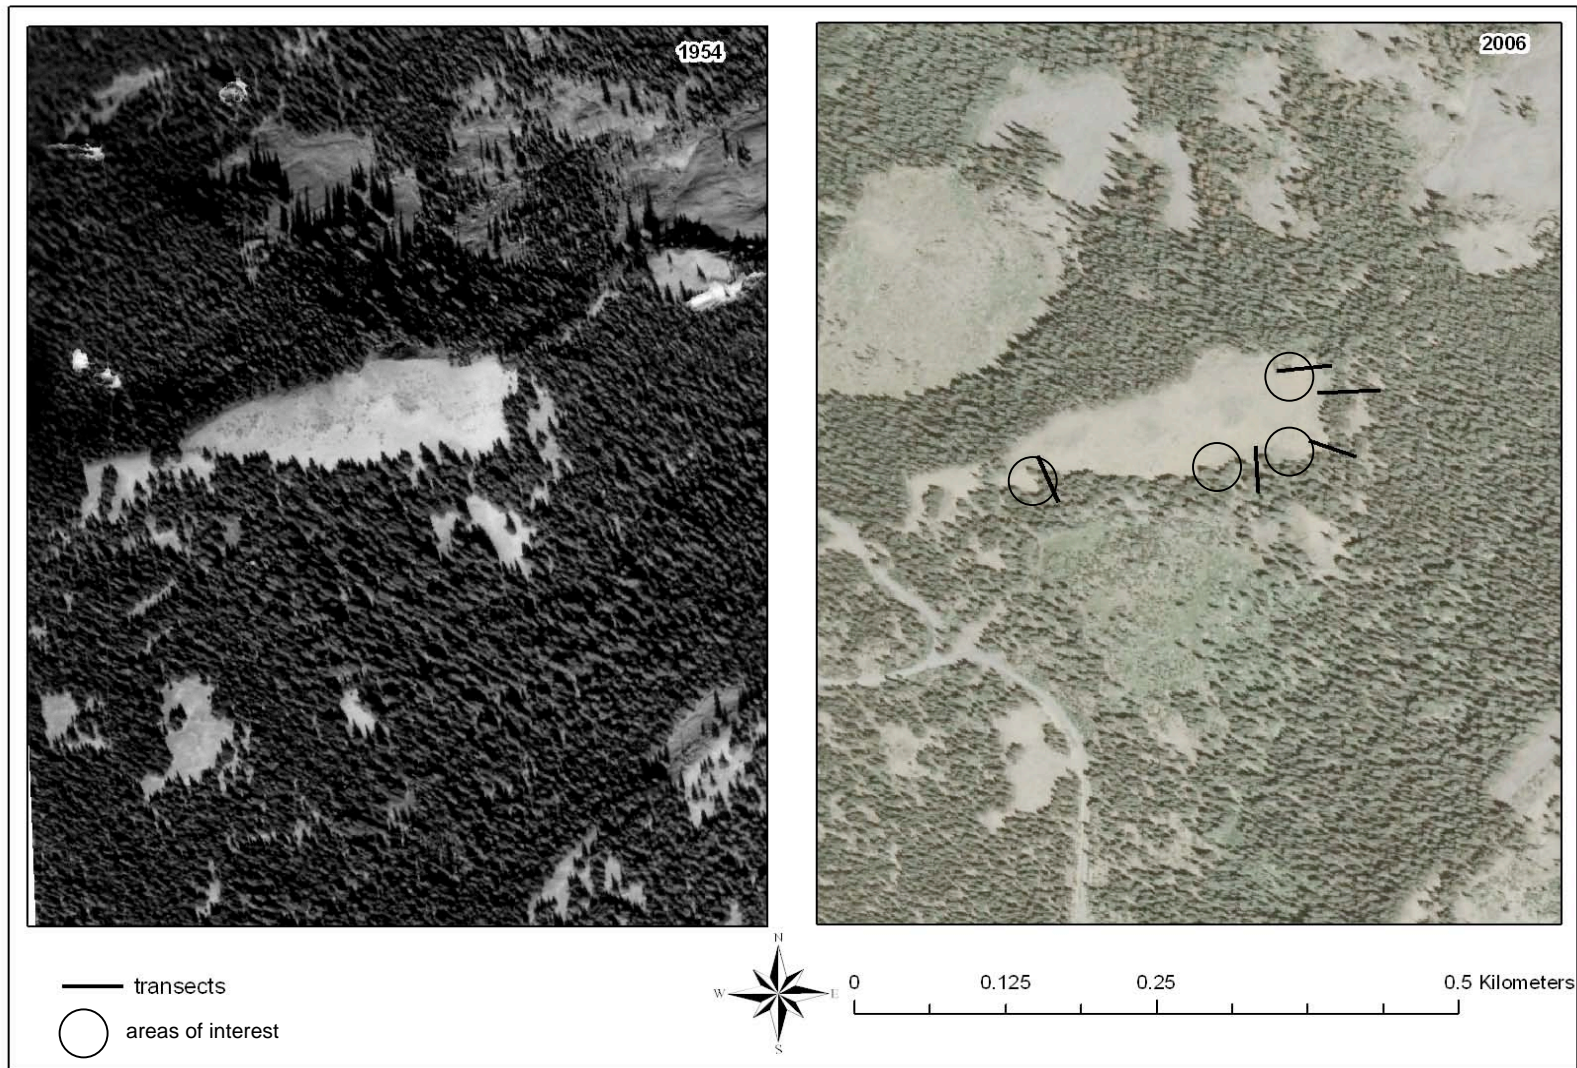 1954
2006
transects
areas of interest
N
W E
S
0 0.125 0.25 0.5 Kilometers